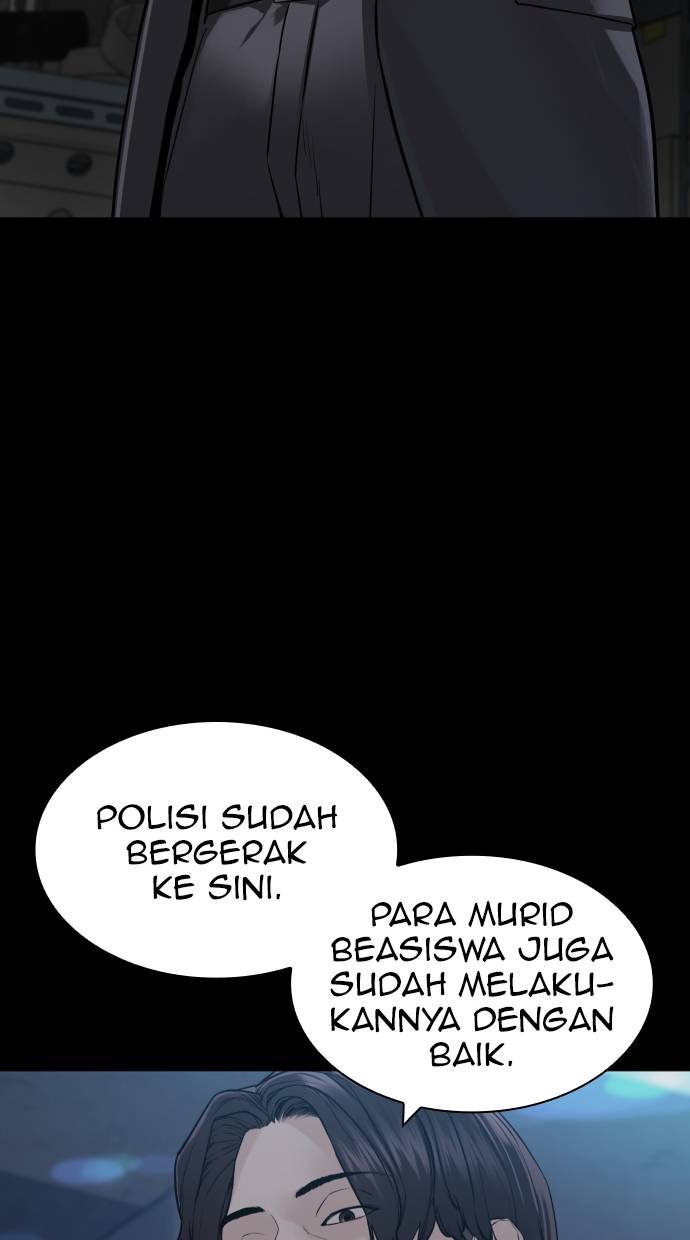 POLISI SUDAH
BERGERAK
KE SINI.
PARA MURID
BEASISWA JUGA
SUDAH MELAKU-
KANNYA DENGAN
BAIK.